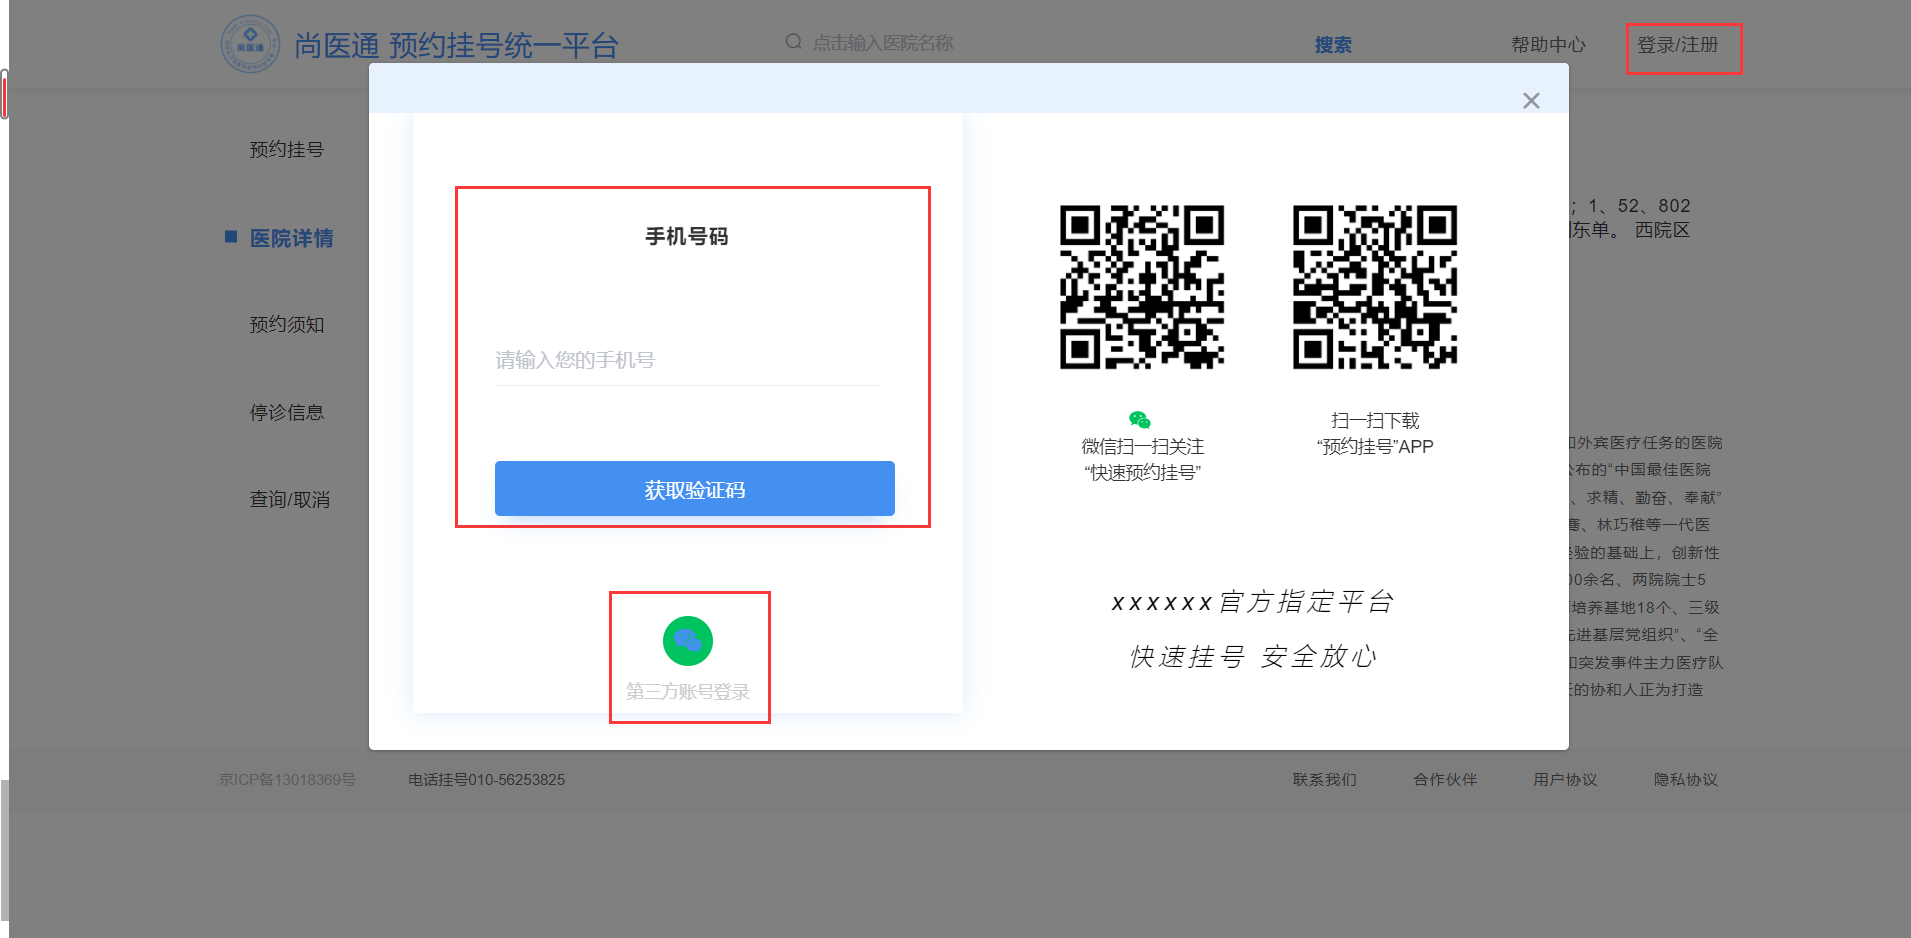 尚医通
尚医通 预约挂号统一平台
点击输入医院名称
搜索
帮助中心
登录/注册
预约挂号
医院详情
预约须知
停诊信息
查询/取消
手机号码
请输入您的手机号
获取验证码
第三方账号登录
微信扫一扫关注
“快速预约挂号”
扫一扫下载
“预约挂号”APP
xxxxxx官方指定平台
快速挂号 安全放心
；1、52、802
东单。 西院区
外宾医疗任务的医院
布的“中国最佳医院
、求精、勤奋、奉献”
、林巧稚等一代医
验的基础上，创新性
00余名、两院院士5
培养基地18个、三级
进基层党组织”、“全
突发事件主力医疗队
的协和人正为打造
京ICP备13018369号
电话挂号010-56253825
联系我们
合作伙伴
用户协议
隐私协议